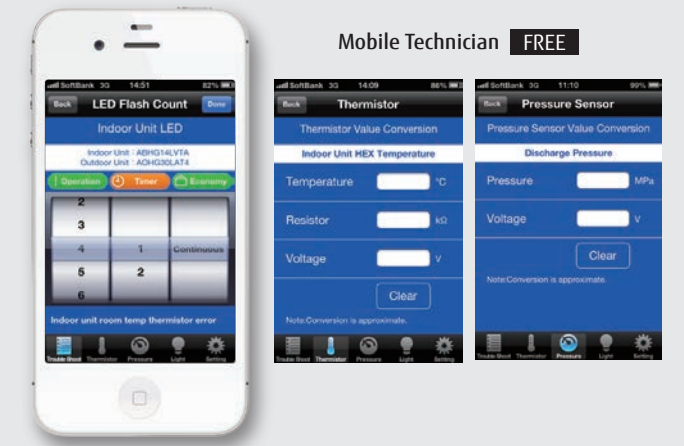 Mobile Technician FREE
SoftBank 3G 14:51 82%
Back LED Flash Count Done
Indoor Unit LED
Indoor Unit : ABHG14LVTA
Outdoor Unit : AOHG30LAT4
Operation Timer Economy
2
3
4 1 Continuous
5 2
6
Indoor unit room temp thermistor error
Trouble Shoot Thermistor Pressure Light Setting
SoftBank 3G 14:09 86%
Back Thermistor
Thermistor Value Conversion
Indoor Unit HEX Temperature
Temperature °C
Resistor kΩ
Voltage V
Clear
Note:Conversion is approximate.
Trouble Shoot Thermistor Pressure Light Setting
SoftBank 3G 11:10 99%
Back Pressure Sensor
Pressure Sensor Value Conversion
Discharge Pressure
Pressure MPa
Voltage V
Clear
Note:Conversion is approximate.
Trouble Shoot Thermistor Pressure Light Setting